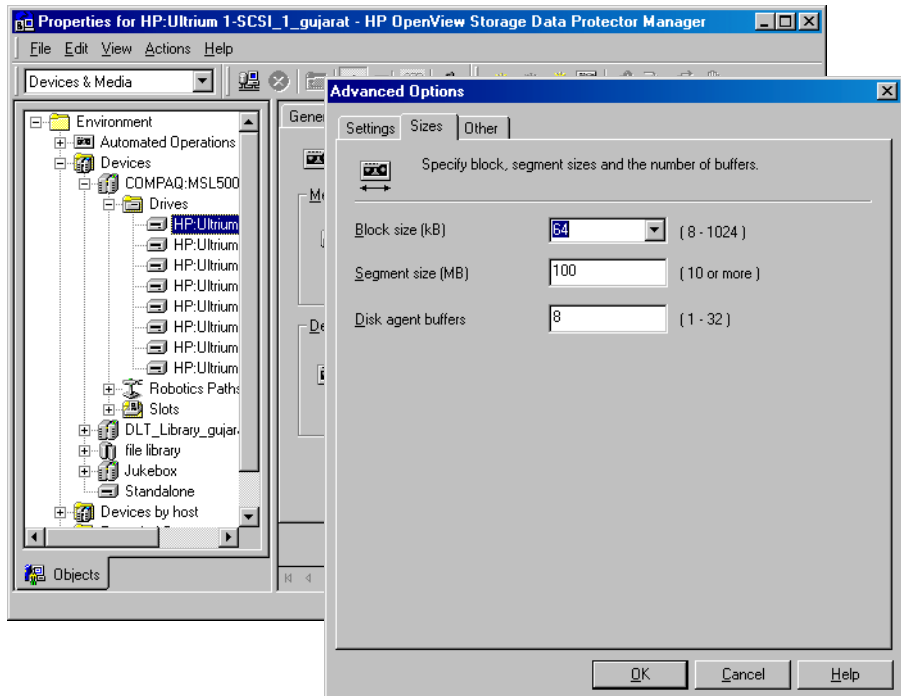 Properties for HP:Ultrium 1-SCSI_1_gujarat - HP OpenView Storage Data Protector Manager
File Edit View Actions Help
Devices & Media
Environment
Automated Operations
Devices
COMPAQ:MSL500
Drives
HP:Ultrium
HP:Ultrium
HP:Ultrium
HP:Ultrium
HP:Ultrium
HP:Ultrium
HP:Ultrium
HP:Ultrium
Robotics Paths
Slots
DLT_Library_gujar
file library
Jukebox
Standalone
Devices by host
Objects
Gener
Advanced Options
Settings Sizes Other
Specify block, segment sizes and the number of buffers.
Block size (kB) 64 ( 8 - 1024 )
Segment size (MB) 100 ( 10 or more )
Disk agent buffers 8 ( 1 - 32 )
OK Cancel Help